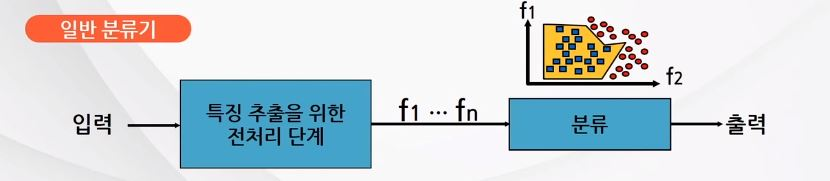 일반 분류기
f1
f2
입력
특징 추출을 위한
전처리 단계
f1 ··· fn
분류
출력